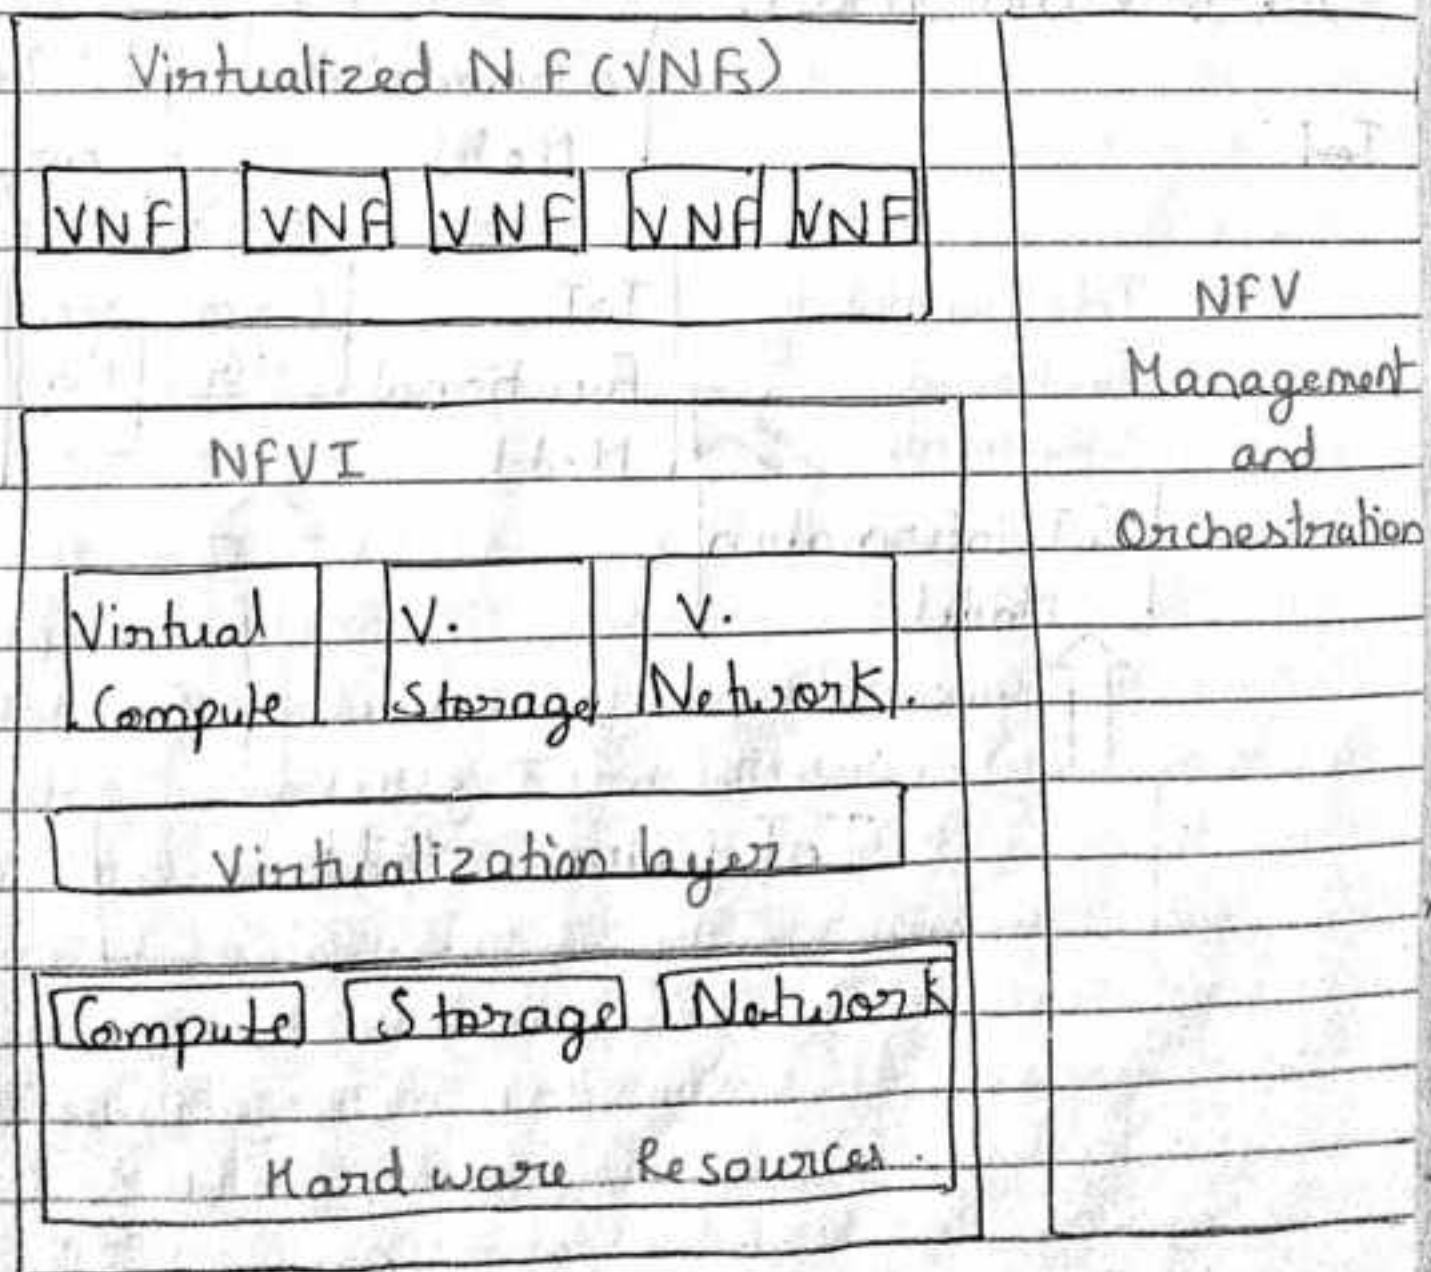 Virtualized NF (VNFs)
VNF VNF VNF VNF VNF
NFV
Management
and
Orchestration
NFVI
Virtual
Compute
V.
Storage
V.
Network.
Virtualization layer
Compute Storage Network
Hardware Resources.